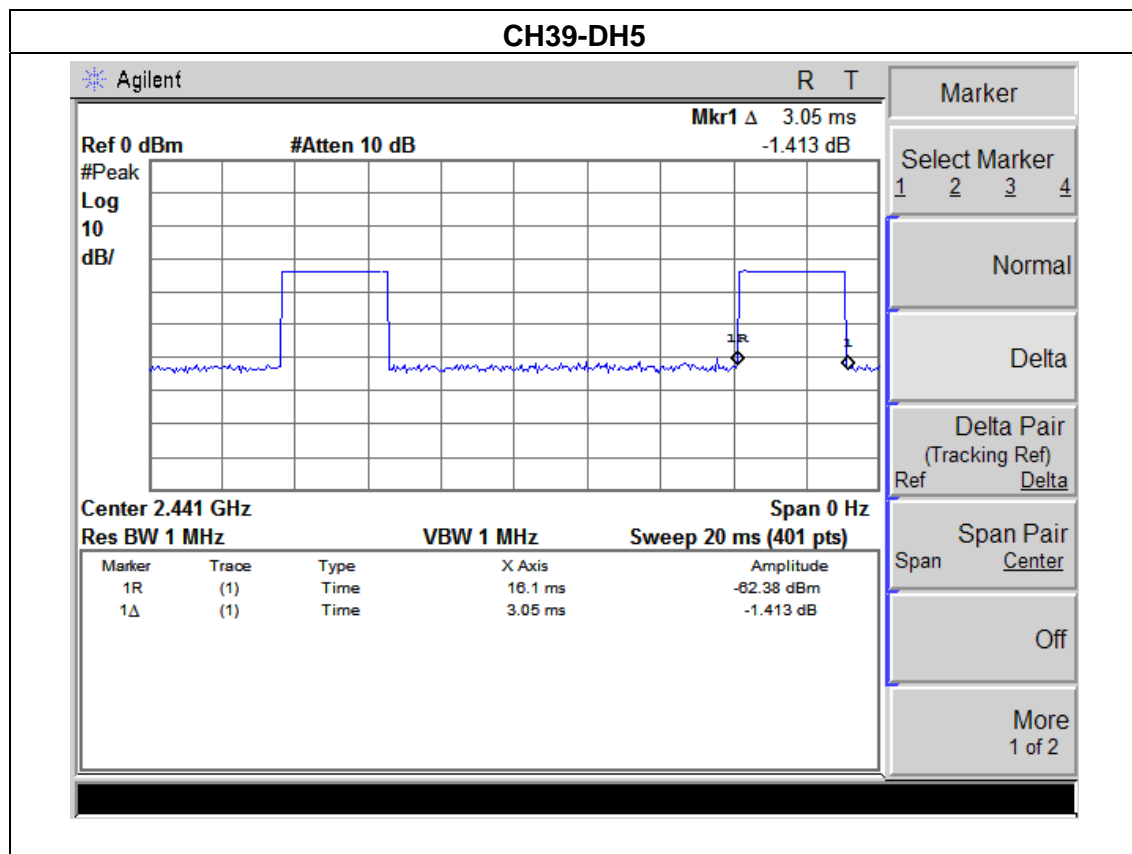 CH39-DH5
Agilent R T
Mkr1 Δ 3.05 ms
Ref 0 dBm #Atten 10 dB -1.413 dB
#Peak
Log
10
dB/
1R
1
Center 2.441 GHz Span 0 Hz
Res BW 1 MHz VBW 1 MHz Sweep 20 ms (401 pts)
Marker Trace Type X Axis Amplitude
1R (1) Time 16.1 ms -62.38 dBm
1Δ (1) Time 3.05 ms -1.413 dB
Marker
Select Marker
1 2 3 4
Normal
Delta
Delta Pair
(Tracking Ref)
Ref Delta
Span Pair
Span Center
Off
More
1 of 2